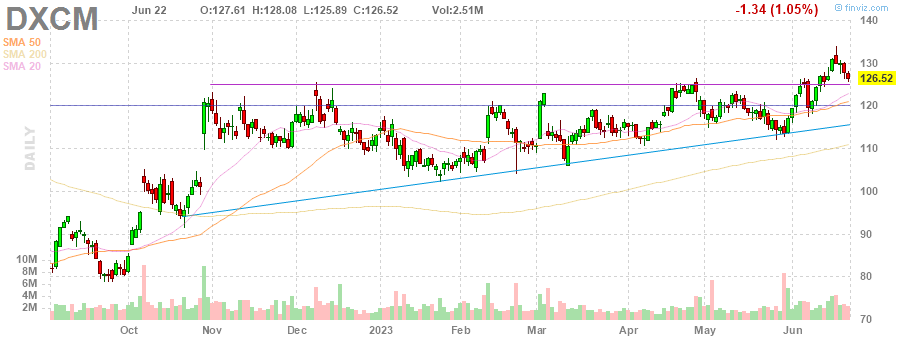 DXCM Jun 22 O:127.61 H:128.08 L:125.89 C:126.52 Vol:2.51M -1.34 (1.05%) © finviz.com
SMA 50
SMA 200
SMA 20
DAILY
140
130
126.52
120
110
100
90
80
70
10M
8M
6M
4M
2M
Oct Nov Dec 2023 Feb Mar Apr May Jun